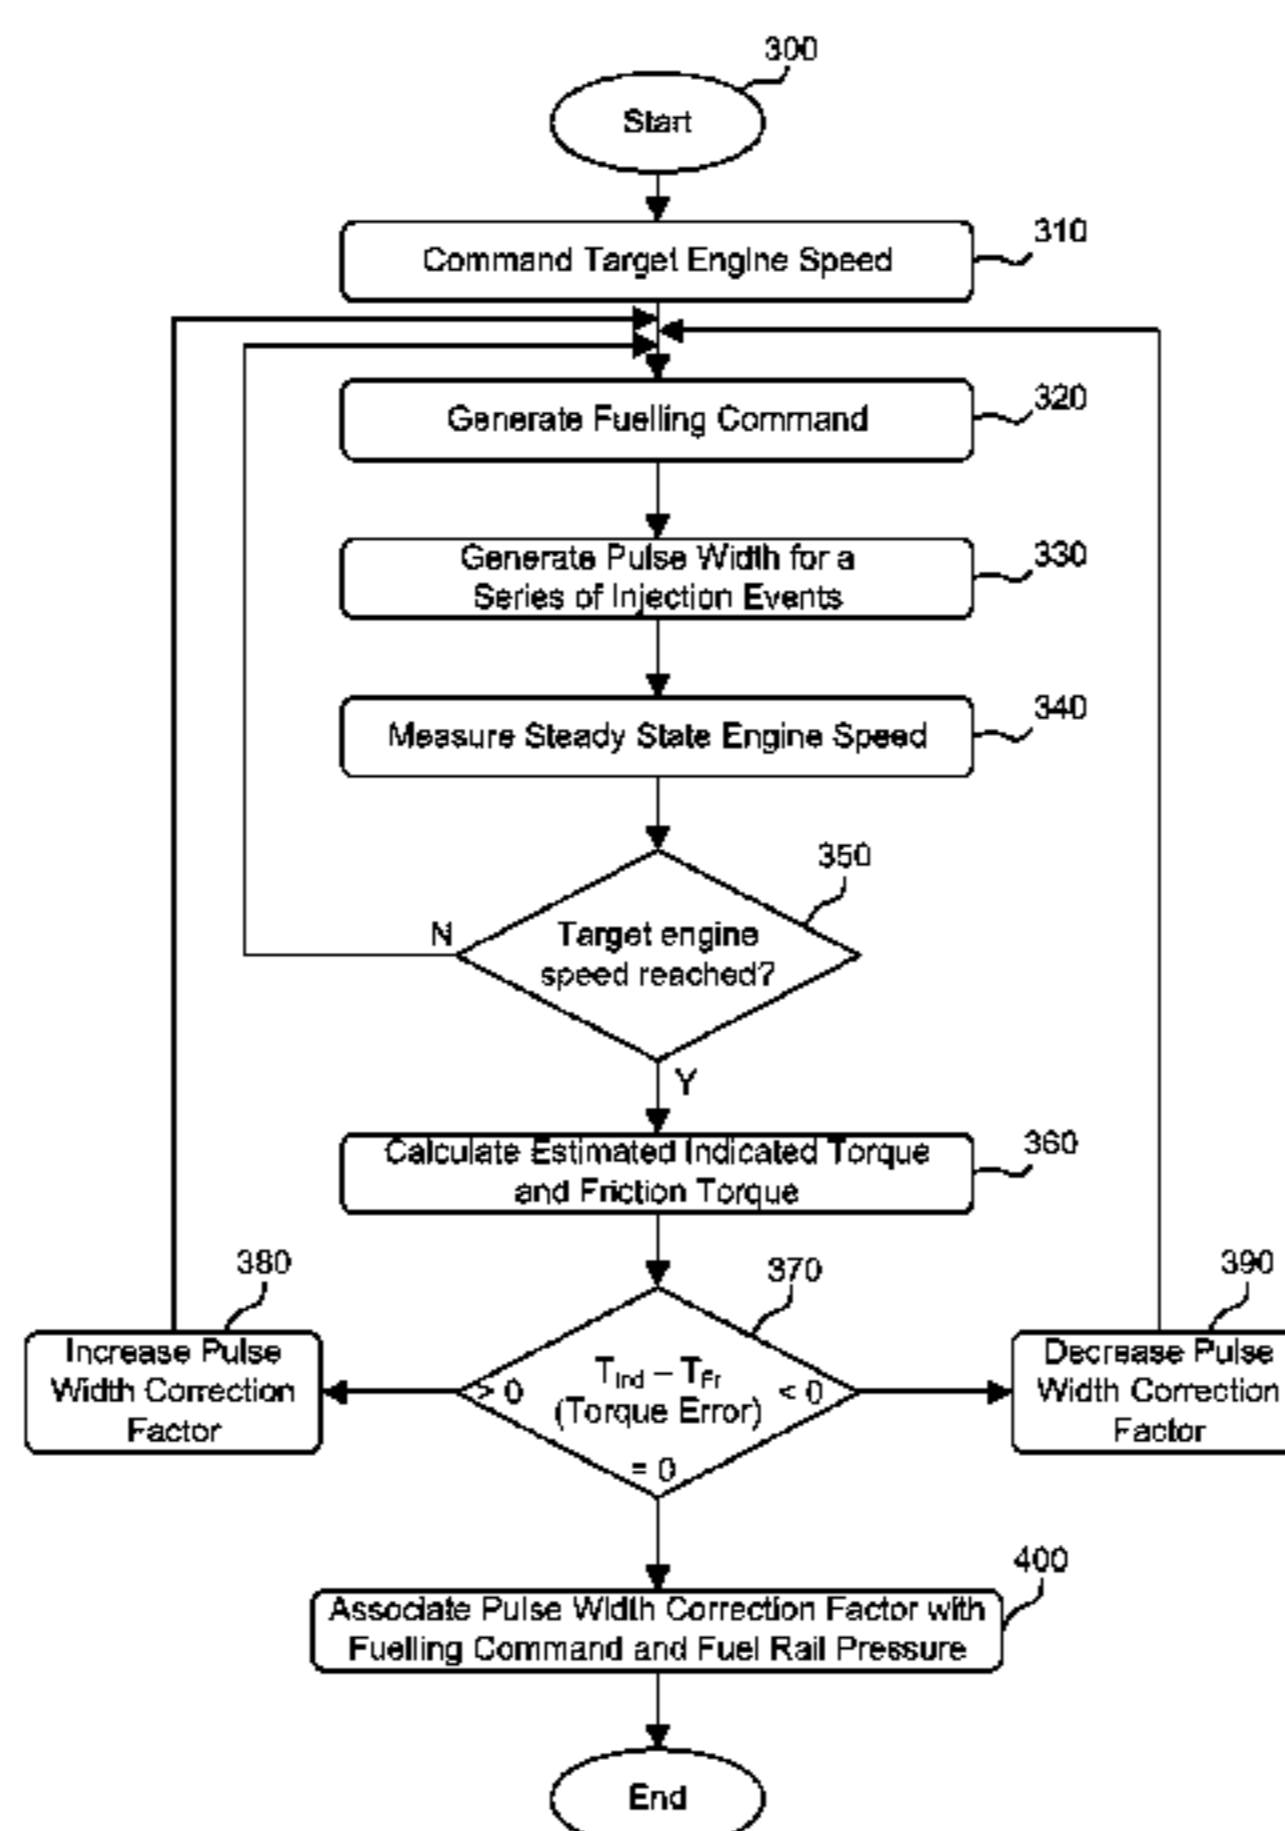 300
Start
310
Command Target Engine Speed
320
Generate Fuelling Command
330
Generate Pulse Width for a
Series of Injection Events
340
Measure Steady State Engine Speed
350
N
Target engine
speed reached?
Y
360
Calculate Estimated Indicated Torque
and Friction Torque
380
370
390
Increase Pulse
Width Correction
Factor
> 0
TInd – TFr
(Torque Error)
< 0
= 0
Decrease Pulse
Width Correction
Factor
400
Associate Pulse Width Correction Factor with
Fuelling Command and Fuel Rail Pressure
End